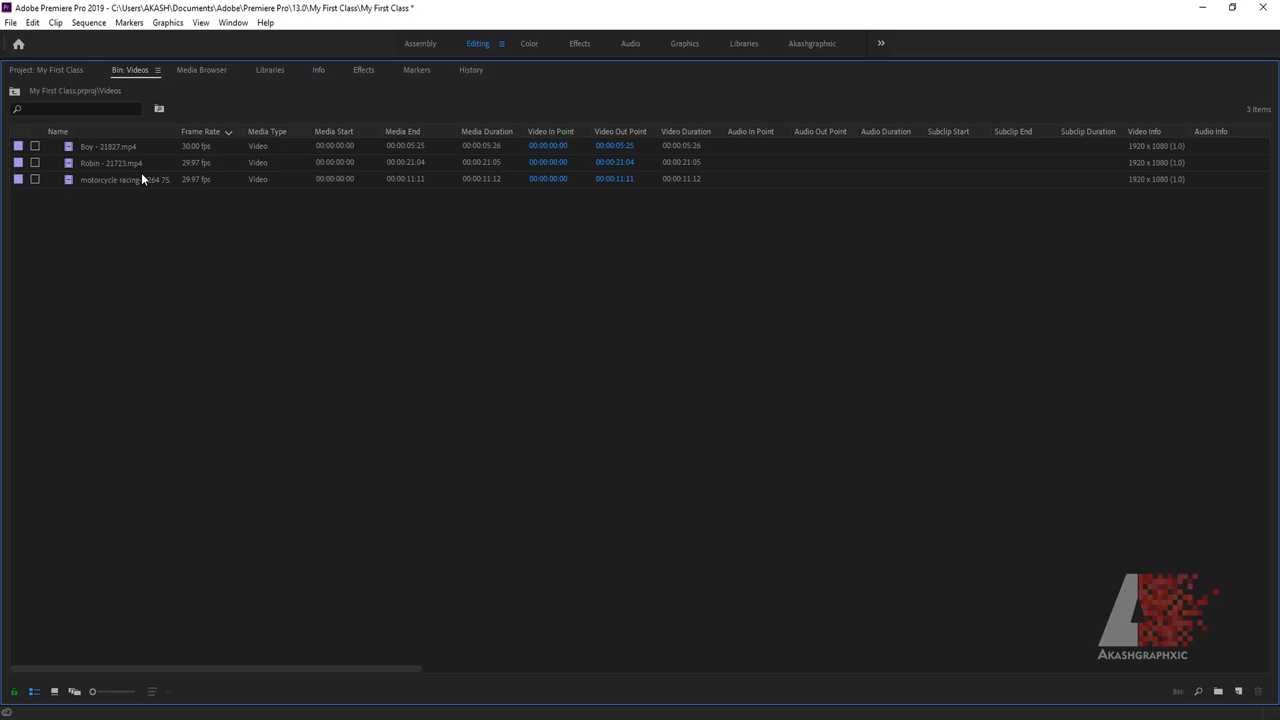 Adobe Premiere Pro 2019 - C:\Users\AKASH\Documents\Adobe\Premiere Pro\13.0\My First Class\My First Class *
File Edit Clip Sequence Markers Graphics View Window Help
Assembly Editing Color Effects Audio Graphics Libraries Akashgraphxic
Project: My First Class Bin: Videos Media Browser Libraries Info Effects Markers History
My First Class.prproj\Videos
3 Items
Name Frame Rate Media Type Media Start Media End Media Duration Video In Point Video Out Point Video Duration Audio In Point Audio Out Point Audio Duration Subclip Start Subclip End Subclip Duration Video Info Audio Info
Boy - 21827.mp4 30.00 fps Video 00:00:00:00 00:00:05:25 00:00:05:26 00:00:00:00 00:00:05:25 00:00:05:26 1920 x 1080 (1.0)
Robin - 21723.mp4 29.97 fps Video 00:00:00:00 00:00:21:04 00:00:21:05 00:00:00:00 00:00:21:04 00:00:21:05 1920 x 1080 (1.0)
motorcycle racing 264 75. 29.97 fps Video 00:00:00:00 00:00:11:11 00:00:11:12 00:00:00:00 00:00:11:11 00:00:11:12 1920 x 1080 (1.0)
AKASHGRAPHXIC